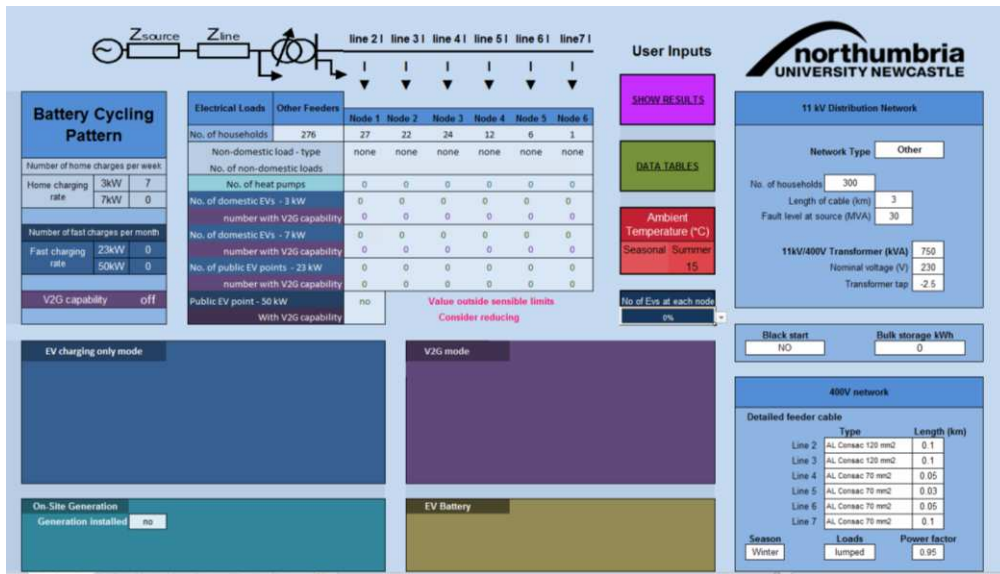 Zsource Zline
line 2 I line 3 I line 4 I line 5 I line 6 I line7 I
User Inputs
northumbria
UNIVERSITY NEWCASTLE
Battery Cycling
Pattern
Number of home charges per week
Home charging rate 3kW 7
7kW 0
Number of fast charges per month
Fast charging rate 23kW 0
50kW 0
V2G capability off
Electrical Loads Other Feeders Node 1 Node 2 Node 3 Node 4 Node 5 Node 6
No. of households 276 27 22 24 12 6 1
Non-domestic load - type none none none none none none
No. of non-domestic loads
No. of heat pumps 0 0 0 0 0 0
No. of domestic EVs - 3 kW 0 0 0 0 0 0
number with V2G capability 0 0 0 0 0 0
No. of domestic EVs - 7 kW 0 0 0 0 0 0
number with V2G capability 0 0 0 0 0 0
No. of public EV points - 23 kW 0 0 0 0 0 0
number with V2G capability 0 0 0 0 0 0
Public EV point - 50 kW no
With V2G capability
Value outside sensible limits
Consider reducing
SHOW RESULTS
DATA TABLES
Ambient
Temperature (°C)
Seasonal Summer
15
No of Evs at each node
0%
11 kV Distribution Network
Network Type Other
No. of households 300
Length of cable (km) 3
Fault level at source (MVA) 30
11kV/400V Transformer (kVA) 750
Nominal voltage (V) 230
Transformer tap -2.5
Black start Bulk storage kWh
NO 0
EV charging only mode
V2G mode
On-Site Generation
Generation installed no
EV Battery
400V network
Detailed feeder cable
Type Length (km)
Line 2 AL Consac 120 mm2 0.1
Line 3 AL Consac 120 mm2 0.1
Line 4 AL Consac 70 mm2 0.05
Line 5 AL Consac 70 mm2 0.03
Line 6 AL Consac 70 mm2 0.05
Line 7 AL Consac 70 mm2 0.1
Season Loads Power factor
Winter lumped 0.95